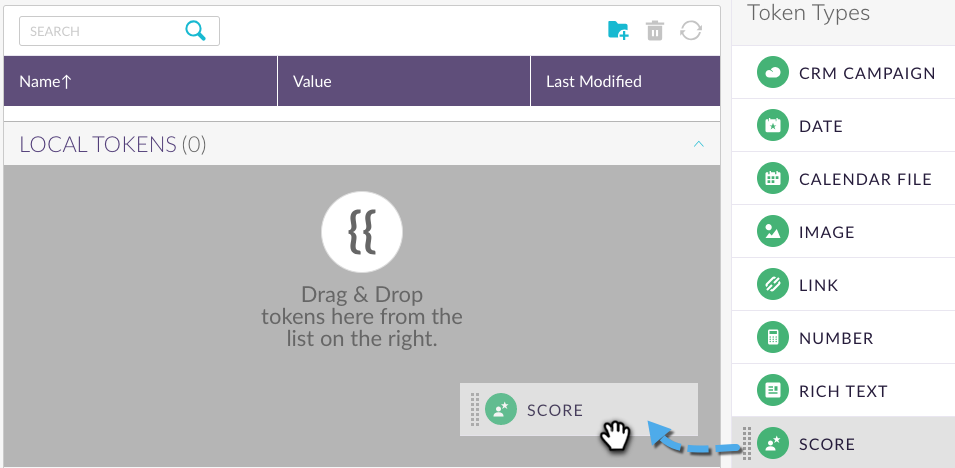 SEARCH
Name↑
Value
Last Modified
LOCAL TOKENS (0)
{{
Drag & Drop
tokens here from the
list on the right.
SCORE
Token Types
CRM CAMPAIGN
DATE
CALENDAR FILE
IMAGE
LINK
NUMBER
RICH TEXT
SCORE